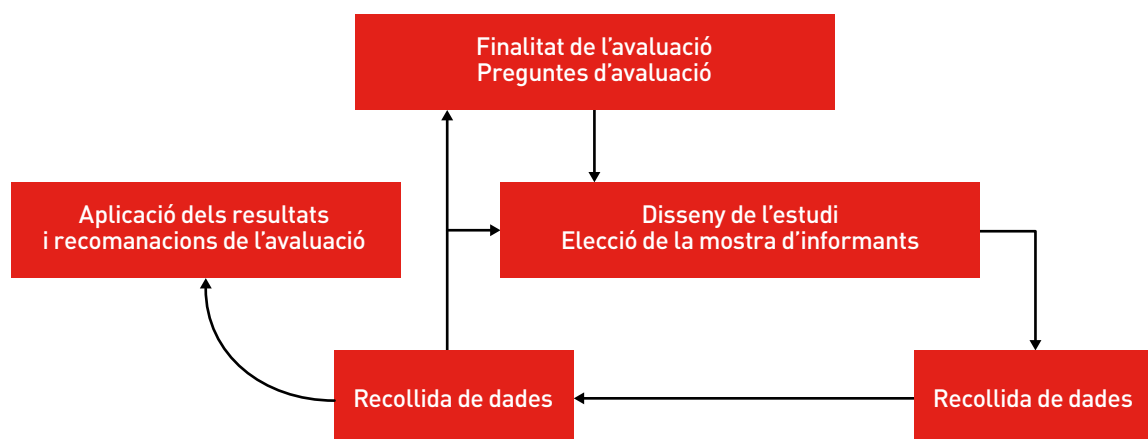 Finalitat de l’avaluació
Preguntes d’avaluació
Aplicació dels resultats
i recomanacions de l’avaluació
Disseny de l’estudi
Elecció de la mostra d’informants
Recollida de dades
Recollida de dades